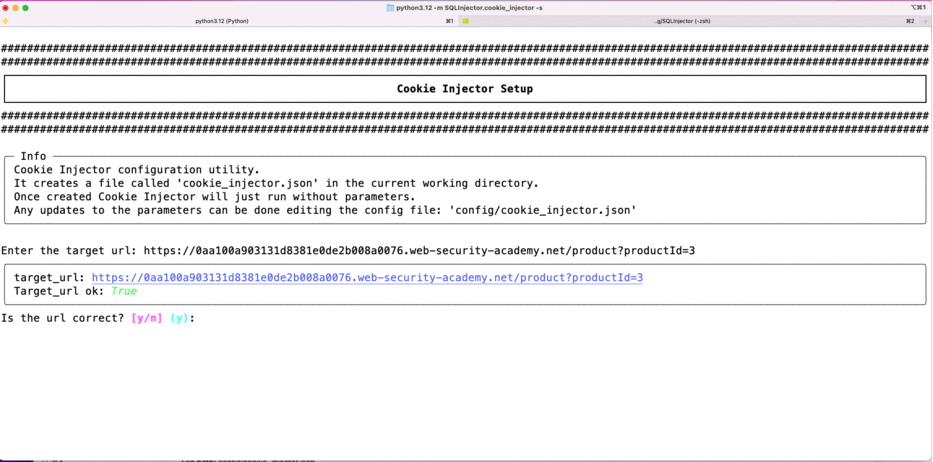 python3.12 -m SQLInjector.cookie_injector -s
⌥⌘1
python3.12 (Python)
⌘1
..g/SQLInjector (-zsh)
⌘2
Cookie Injector Setup
Info
Cookie Injector configuration utility.
It creates a file called 'cookie_injector.json' in the current working directory.
Once created Cookie Injector will just run without parameters.
Any updates to the parameters can be done editing the config file: 'config/cookie_injector.json'
Enter the target url: https://0aa100a903131d8381e0de2b008a0076.web-security-academy.net/product?productId=3
target_url: https://0aa100a903131d8381e0de2b008a0076.web-security-academy.net/product?productId=3
Target_url ok: True
Is the url correct? [y/n] (y):